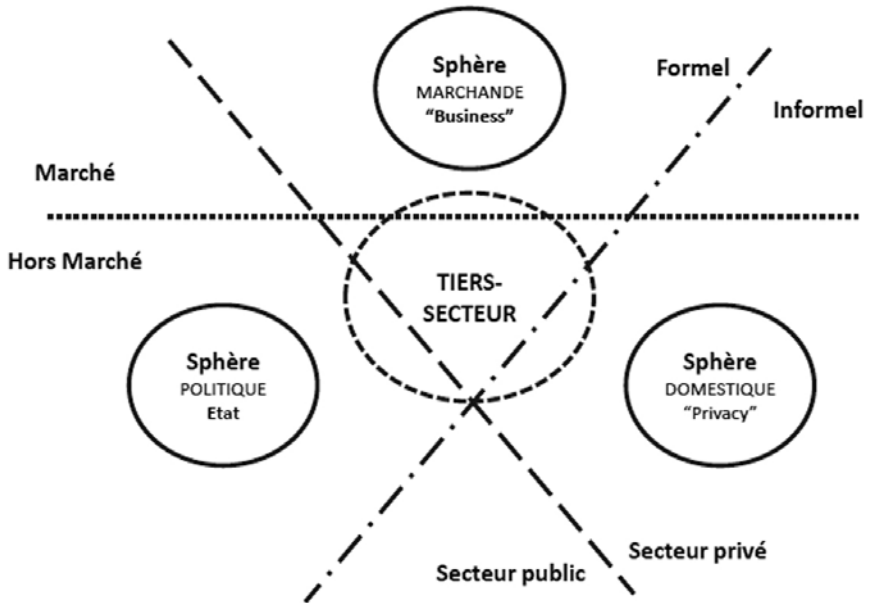 Sphère
MARCHANDE
“Business”
Formel
Informel
Marché
Hors Marché
TIERS-
SECTEUR
Sphère
POLITIQUE
Etat
Sphère
DOMESTIQUE
“Privacy”
Secteur privé
Secteur public